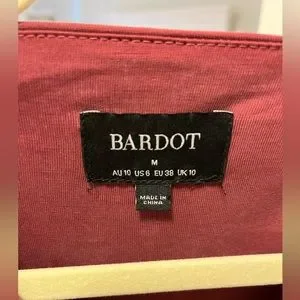 BARDOT
M
AU 10 US 6 EU 38 UK 10
MADE IN
CHINA